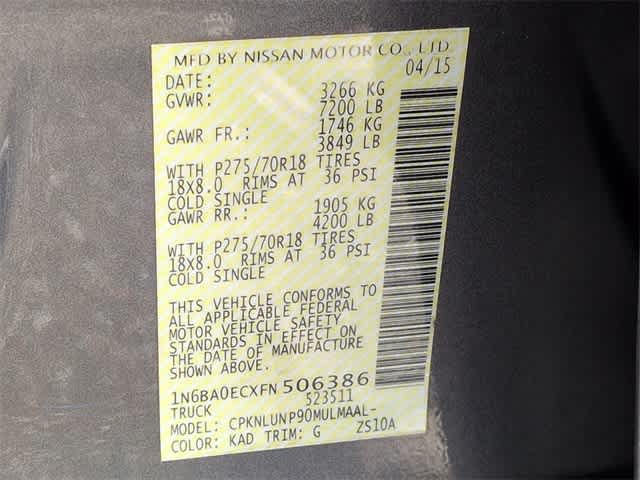 MFD BY NISSAN MOTOR CO., LTD.
DATE: 04/15
GVWR: 3266 KG
7200 LB
GAWR FR.: 1746 KG
3849 LB
WITH P275/70R18 TIRES
18X8.0 RIMS AT 36 PSI
COLD SINGLE
GAWR RR.: 1905 KG
4200 LB
WITH P275/70R18 TIRES
18X8.0 RIMS AT 36 PSI
COLD SINGLE
THIS VEHICLE CONFORMS TO
ALL APPLICABLE FEDERAL
MOTOR VEHICLE SAFETY
STANDARDS IN EFFECT ON
THE DATE OF MANUFACTURE
SHOWN ABOVE.
1N6BA0ECXFN506386
TRUCK 523511
MODEL: CPKNLUNP90MULMAAL-
COLOR: KAD TRIM: G ZS10A